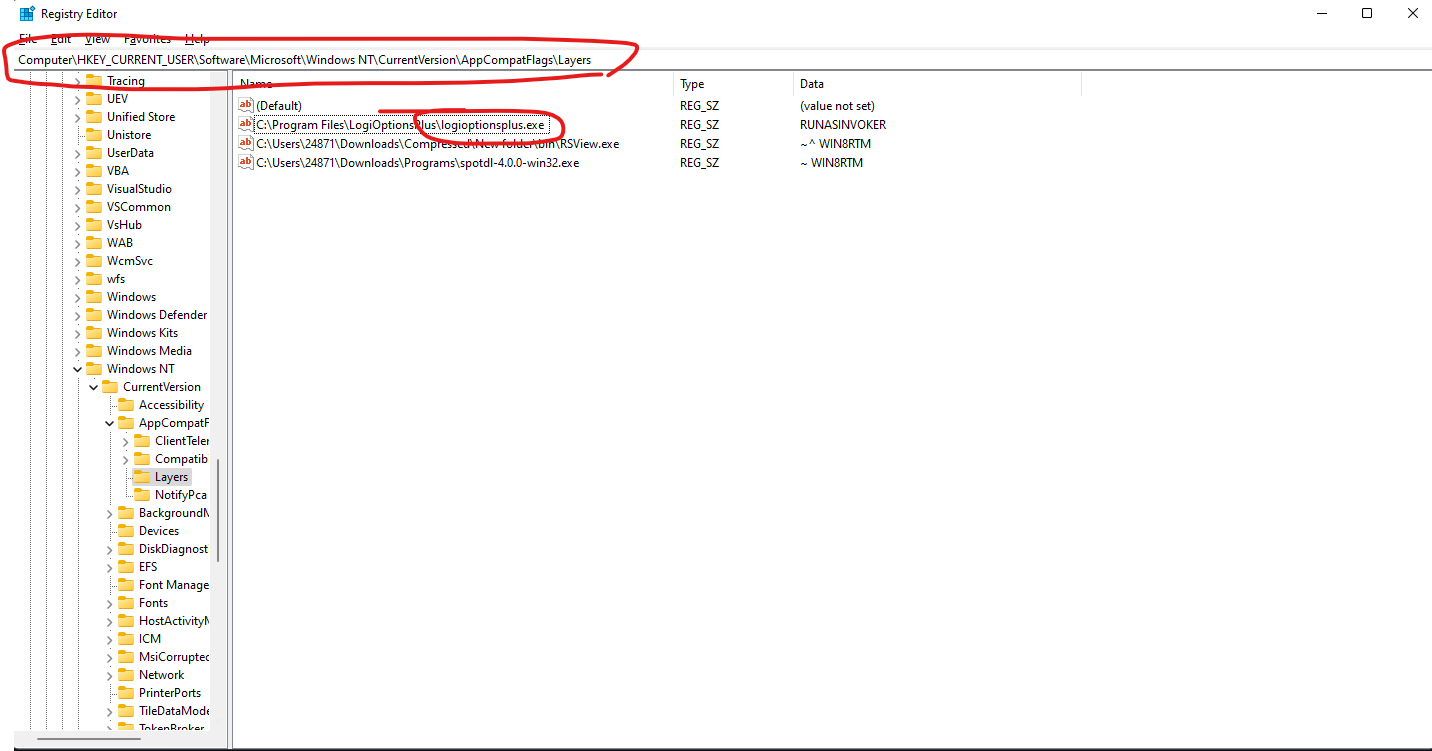 Registry Editor
File Edit View Favorites Help
Computer\HKEY_CURRENT_USER\Software\Microsoft\Windows NT\CurrentVersion\AppCompatFlags\Layers
Name Type Data
ab (Default) REG_SZ (value not set)
ab C:\Program Files\LogiOptionsPlus\logioptionsplus.exe REG_SZ RUNASINVOKER
ab C:\Users\24871\Downloads\Compressed\New folder\bin\RSView.exe REG_SZ ~^ WIN8RTM
ab C:\Users\24871\Downloads\Programs\spotdl-4.0.0-win32.exe REG_SZ ~ WIN8RTM
Tracing
UEV
Unified Store
Unistore
UserData
VBA
VisualStudio
VSCommon
VsHub
WAB
WcmSvc
wfs
Windows
Windows Defender
Windows Kits
Windows Media
Windows NT
CurrentVersion
Accessibility
AppCompatF
ClientTeler
Compatib
Layers
NotifyPca
BackgroundM
Devices
DiskDiagnost
EFS
Font Manage
Fonts
HostActivityM
ICM
MsiCorrupted
Network
PrinterPorts
TileDataMode
TokenBroker